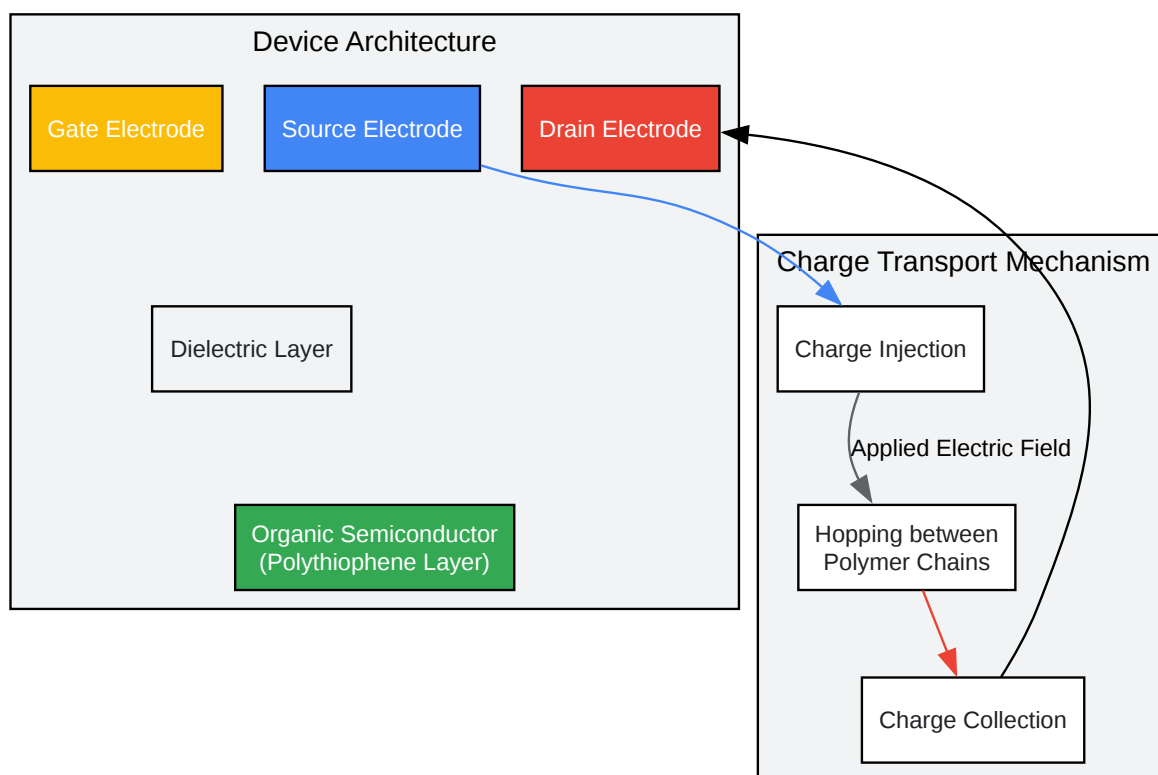 Device Architecture
Gate Electrode
Source Electrode
Drain Electrode
Charge Transport Mechanism
Dielectric Layer
Charge Injection
Applied Electric Field
Organic Semiconductor
(Polythiophene Layer)
Hopping between
Polymer Chains
Charge Collection